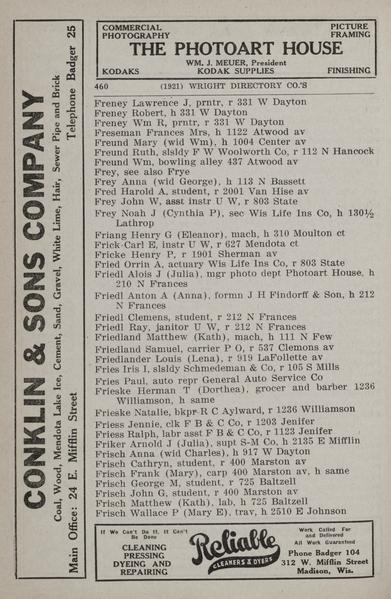 COMMERCIAL PHOTOGRAPHY
PICTURE FRAMING
THE PHOTOART HOUSE
WM. J. MEUER, President
KODAKS KODAK SUPPLIES FINISHING
460 (1921) WRIGHT DIRECTORY CO.'S
Freney Lawrence J, prntr, r 331 W Dayton
Freney Robert, h 331 W Dayton
Freney Wm R, prntr, r 331 W Dayton
Freseman Frances Mrs, h 1122 Atwood av
Freund Mary (wid Wm), h 1004 Center av
Freund Ruth, slsldy F W Woolworth Co, r 112 N Hancock
Freund Wm, bowling alley 437 Atwood av
Frey, see also Frye
Frey Anna (wid George), h 113 N Bassett
Fred Harold A, student, r 2001 Van Hise av
Frey John W, asst instr U W, r 803 State
Frey Noah J (Cynthia P), sec Wis Life Ins Co, h 130½
Lathrop
Friang Henry G (Eleanor), mach, h 310 Moulton ct
Frick Carl E, instr U W, r 627 Mendota ct
Fricke Henry P, r 1901 Sherman av
Fried Orrin A, actuary Wis Life Ins Co, r 803 State
Friedl Alois J (Julia), mgr photo dept Photoart House, h
210 N Frances
Friedl Anton A (Anna), formn J H Findorff & Son, h 212
N Frances
Friedl Clemens, student, r 212 N Frances
Friedl Ray, janitor U W, r 212 N Frances
Friedland Matthew (Kath), mach, h 111 N Few
Friedland Samuel, carrier P O, r 537 Clemons av
Friedlander Louis (Lena), r 919 LaFollette av
Fries Iris I, slsldy Schmedeman & Co, r 105 S Mills
Fries Paul, auto repr General Auto Service Co
Frieske Herman T (Dorthea), grocer and barber 1236
Williamson, h same
Frieske Natalie, bkpr R C Aylward, r 1236 Williamson
Friess Jennie, clk F B & C Co, r 1203 Jenifer
Friess Ralph, labr asst F B & C Co, r 1123 Jenifer
Friker Arnold J (Julia), supt S-M Co, h 2135 E Mifflin
Frisch Anna (wid Charles), h 917 W Dayton
Frisch Cathryn, student, r 400 Marston av
Frisch Frank (Mary), carp 400 Marston av, h same
Frisch George M, student, r 725 Baltzell
Frisch John G, student, r 400 Marston av
Frisch Matthew (Kath), lab, h 725 Baltzell
Frisch Wallace P (Mary E), trav, h 2510 E Johnson
If We Can't Do It, It Can't
Be Done
CLEANING
PRESSING
DYEING AND
REPAIRING
Reliable
CLEANERS & DYERS
Work Called For
and Delivered
All Work Guaranteed
Phone Badger 104
312 W. Mifflin Street
Madison, Wis.
CONKLIN & SONS COMPANY
Coal, Wood, Mendota Lake Ice, Cement, Sand, Gravel, White Lime, Hair, Sewer Pipe and Brick
Main Office: 24 E. Mifflin Street Telephone Badger 25